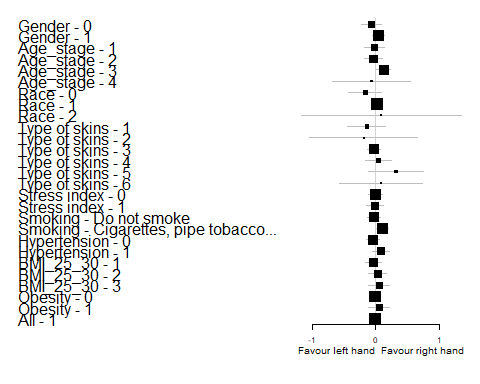 Gender - 0
Gender - 1
Age_stage - 1
Age_stage - 2
Age_stage - 3
Age_stage - 4
Race - 0
Race - 1
Race - 2
Type of skins - 1
Type of skins - 2
Type of skins - 3
Type of skins - 4
Type of skins - 5
Type of skins - 6
Stress index - 0
Stress index - 1
Smoking - Do not smoke
Smoking - Cigarettes, pipe tobacco...
Hypertension - 0
Hypertension - 1
BMI_25_30 - 1
BMI_25_30 - 2
BMI_25_30 - 3
Obesity - 0
Obesity - 1
All - 1
-1 0 1
Favour left hand Favour right hand